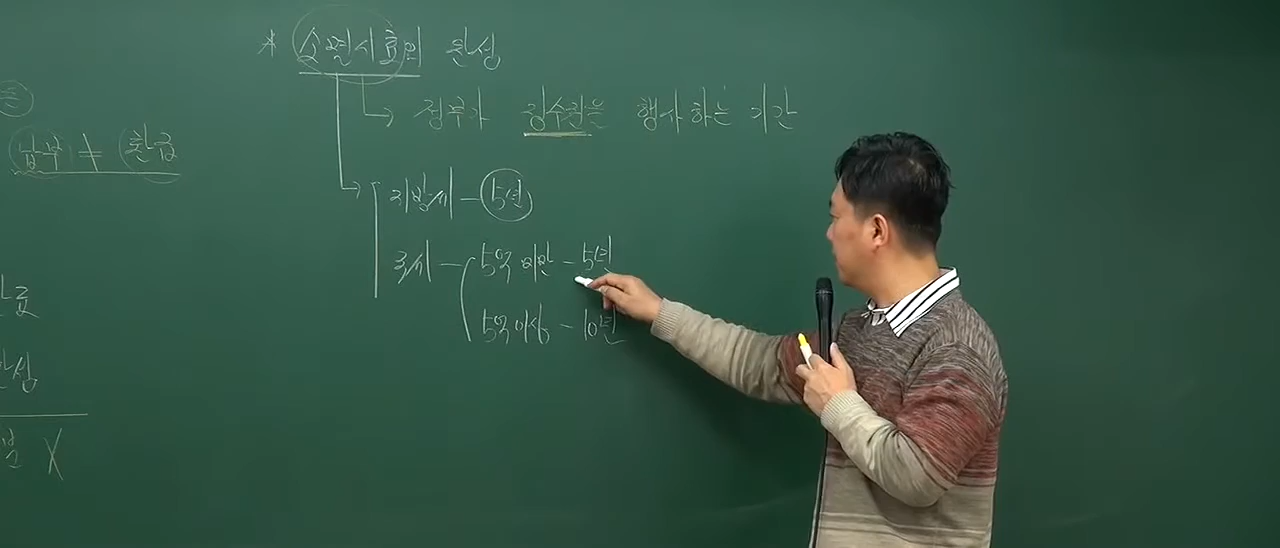 * 소멸시효의 완성
정부가 징수권을 행사하는 기간
납부 ≠ 환급
지방세 - 5년
국세 - 5억 미만 - 5년
5억 이상 - 10년
X